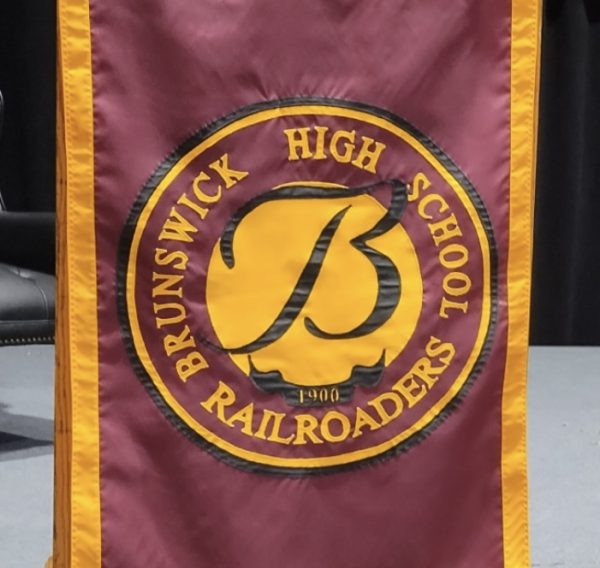 BRUNSWICK HIGH SCHOOL
B
1900
RAILROADERS